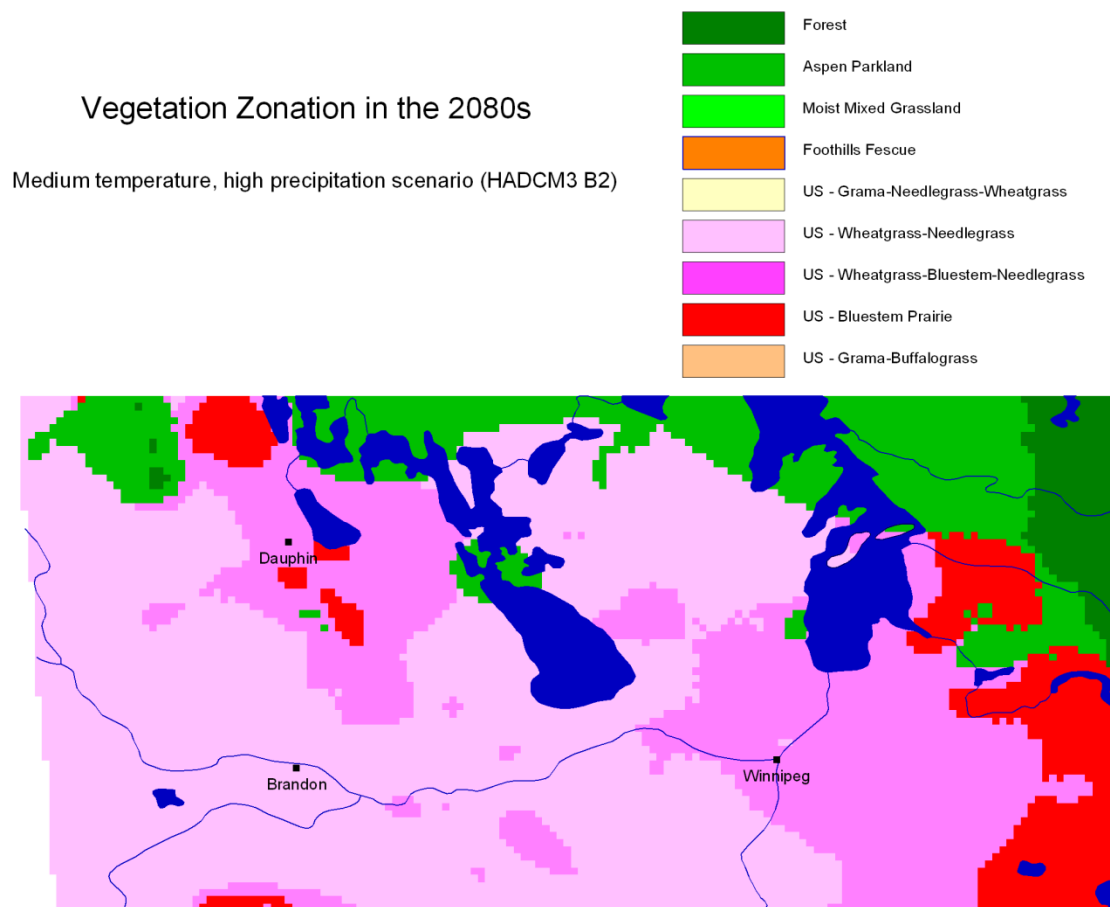 Vegetation Zonation in the 2080s
Medium temperature, high precipitation scenario (HADCM3 B2)
Forest
Aspen Parkland
Moist Mixed Grassland
Foothills Fescue
US - Grama-Needlegrass-Wheatgrass
US - Wheatgrass-Needlegrass
US - Wheatgrass-Bluestem-Needlegrass
US - Bluestem Prairie
US - Grama-Buffalograss
Dauphin
Brandon
Winnipeg